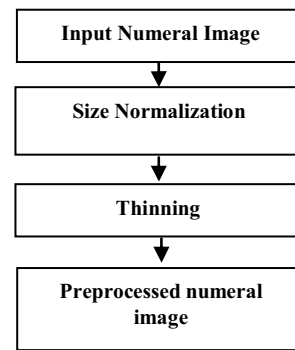 Input Numeral Image
Size Normalization
Thinning
Preprocessed numeral
image